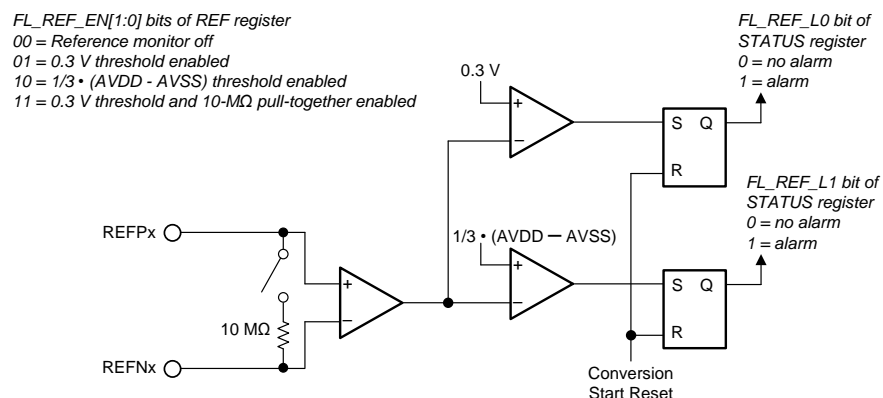 FL_REF_EN[1:0] bits of REF register
00 = Reference monitor off
01 = 0.3 V threshold enabled
10 = 1/3 • (AVDD - AVSS) threshold enabled
11 = 0.3 V threshold and 10-MΩ pull-together enabled
FL_REF_L0 bit of
STATUS register
0 = no alarm
1 = alarm
0.3 V
+
−
S Q
R
FL_REF_L1 bit of
STATUS register
0 = no alarm
1 = alarm
REFPx
1/3 • (AVDD − AVSS)
+
−
+
−
S Q
R
10 MΩ
REFNx
Conversion
Start Reset